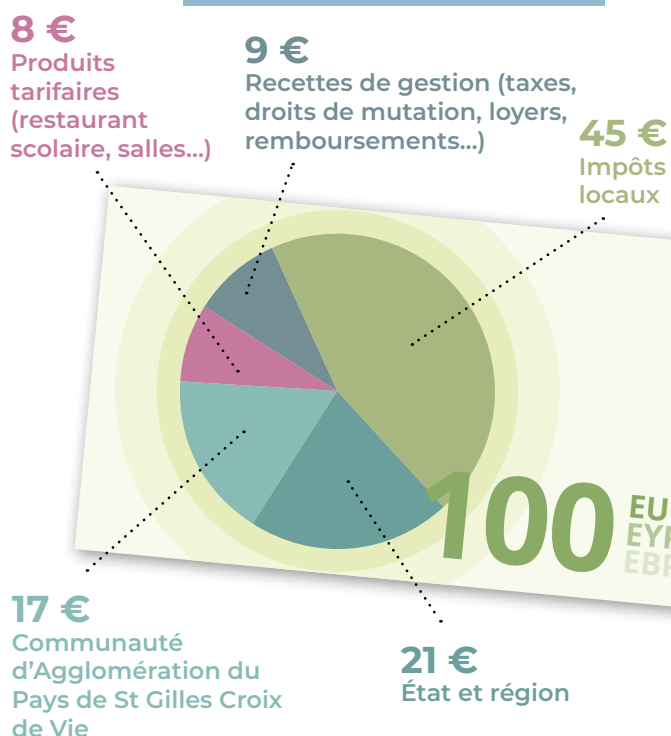 8 €
Produits
tarifaires
(restaurant
scolaire, salles...)
9 €
Recettes de gestion (taxes,
droits de mutation, loyers,
remboursements...)
45 €
Impôts
locaux
100
17 €
Communauté
d'Agglomération du
Pays de St Gilles Croix
de Vie
21 €
État et région